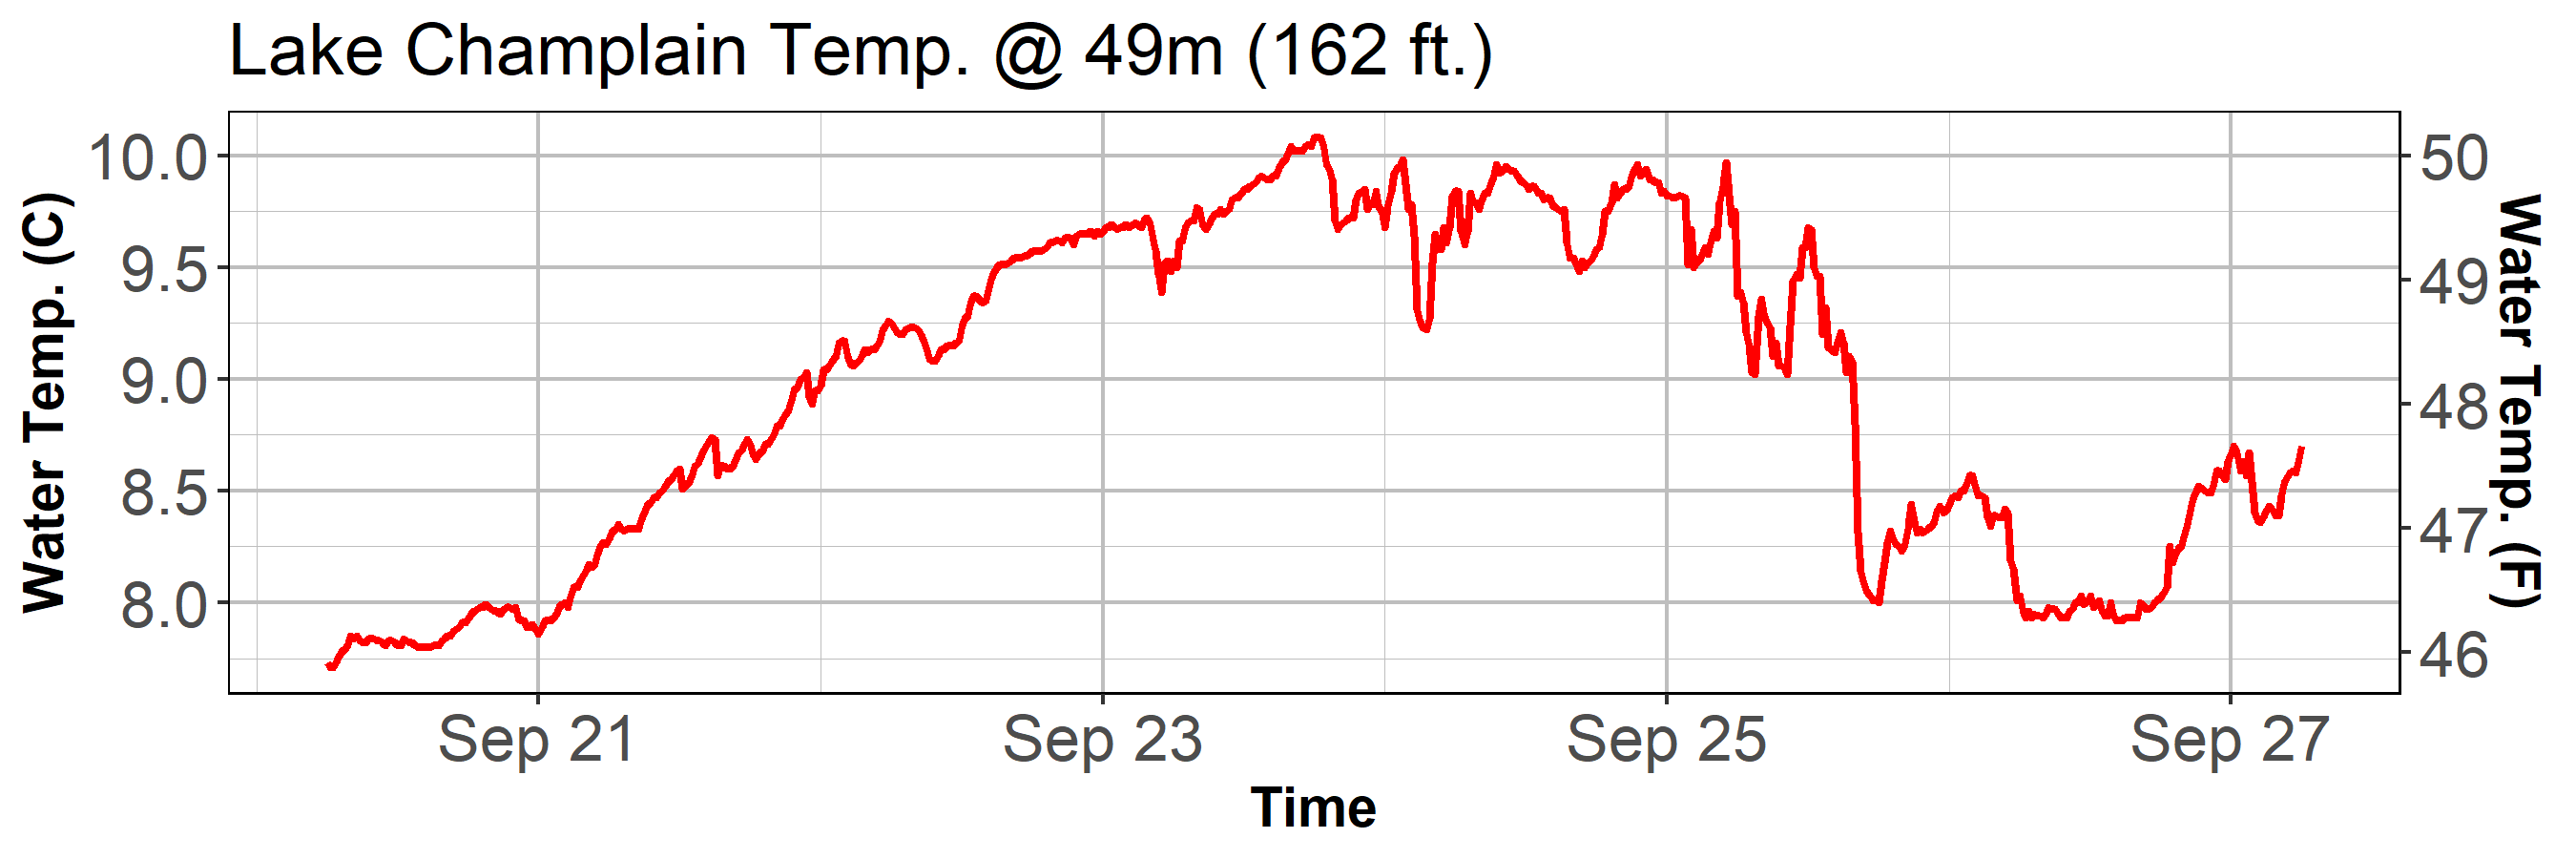 Lake Champlain Temp. @ 49m (162 ft.)
Water Temp. (C)
10.0
9.5
9.0
8.5
8.0
50
49
48
47
46
Water Temp. (F)
Sep 21 Sep 23 Sep 25 Sep 27
Time